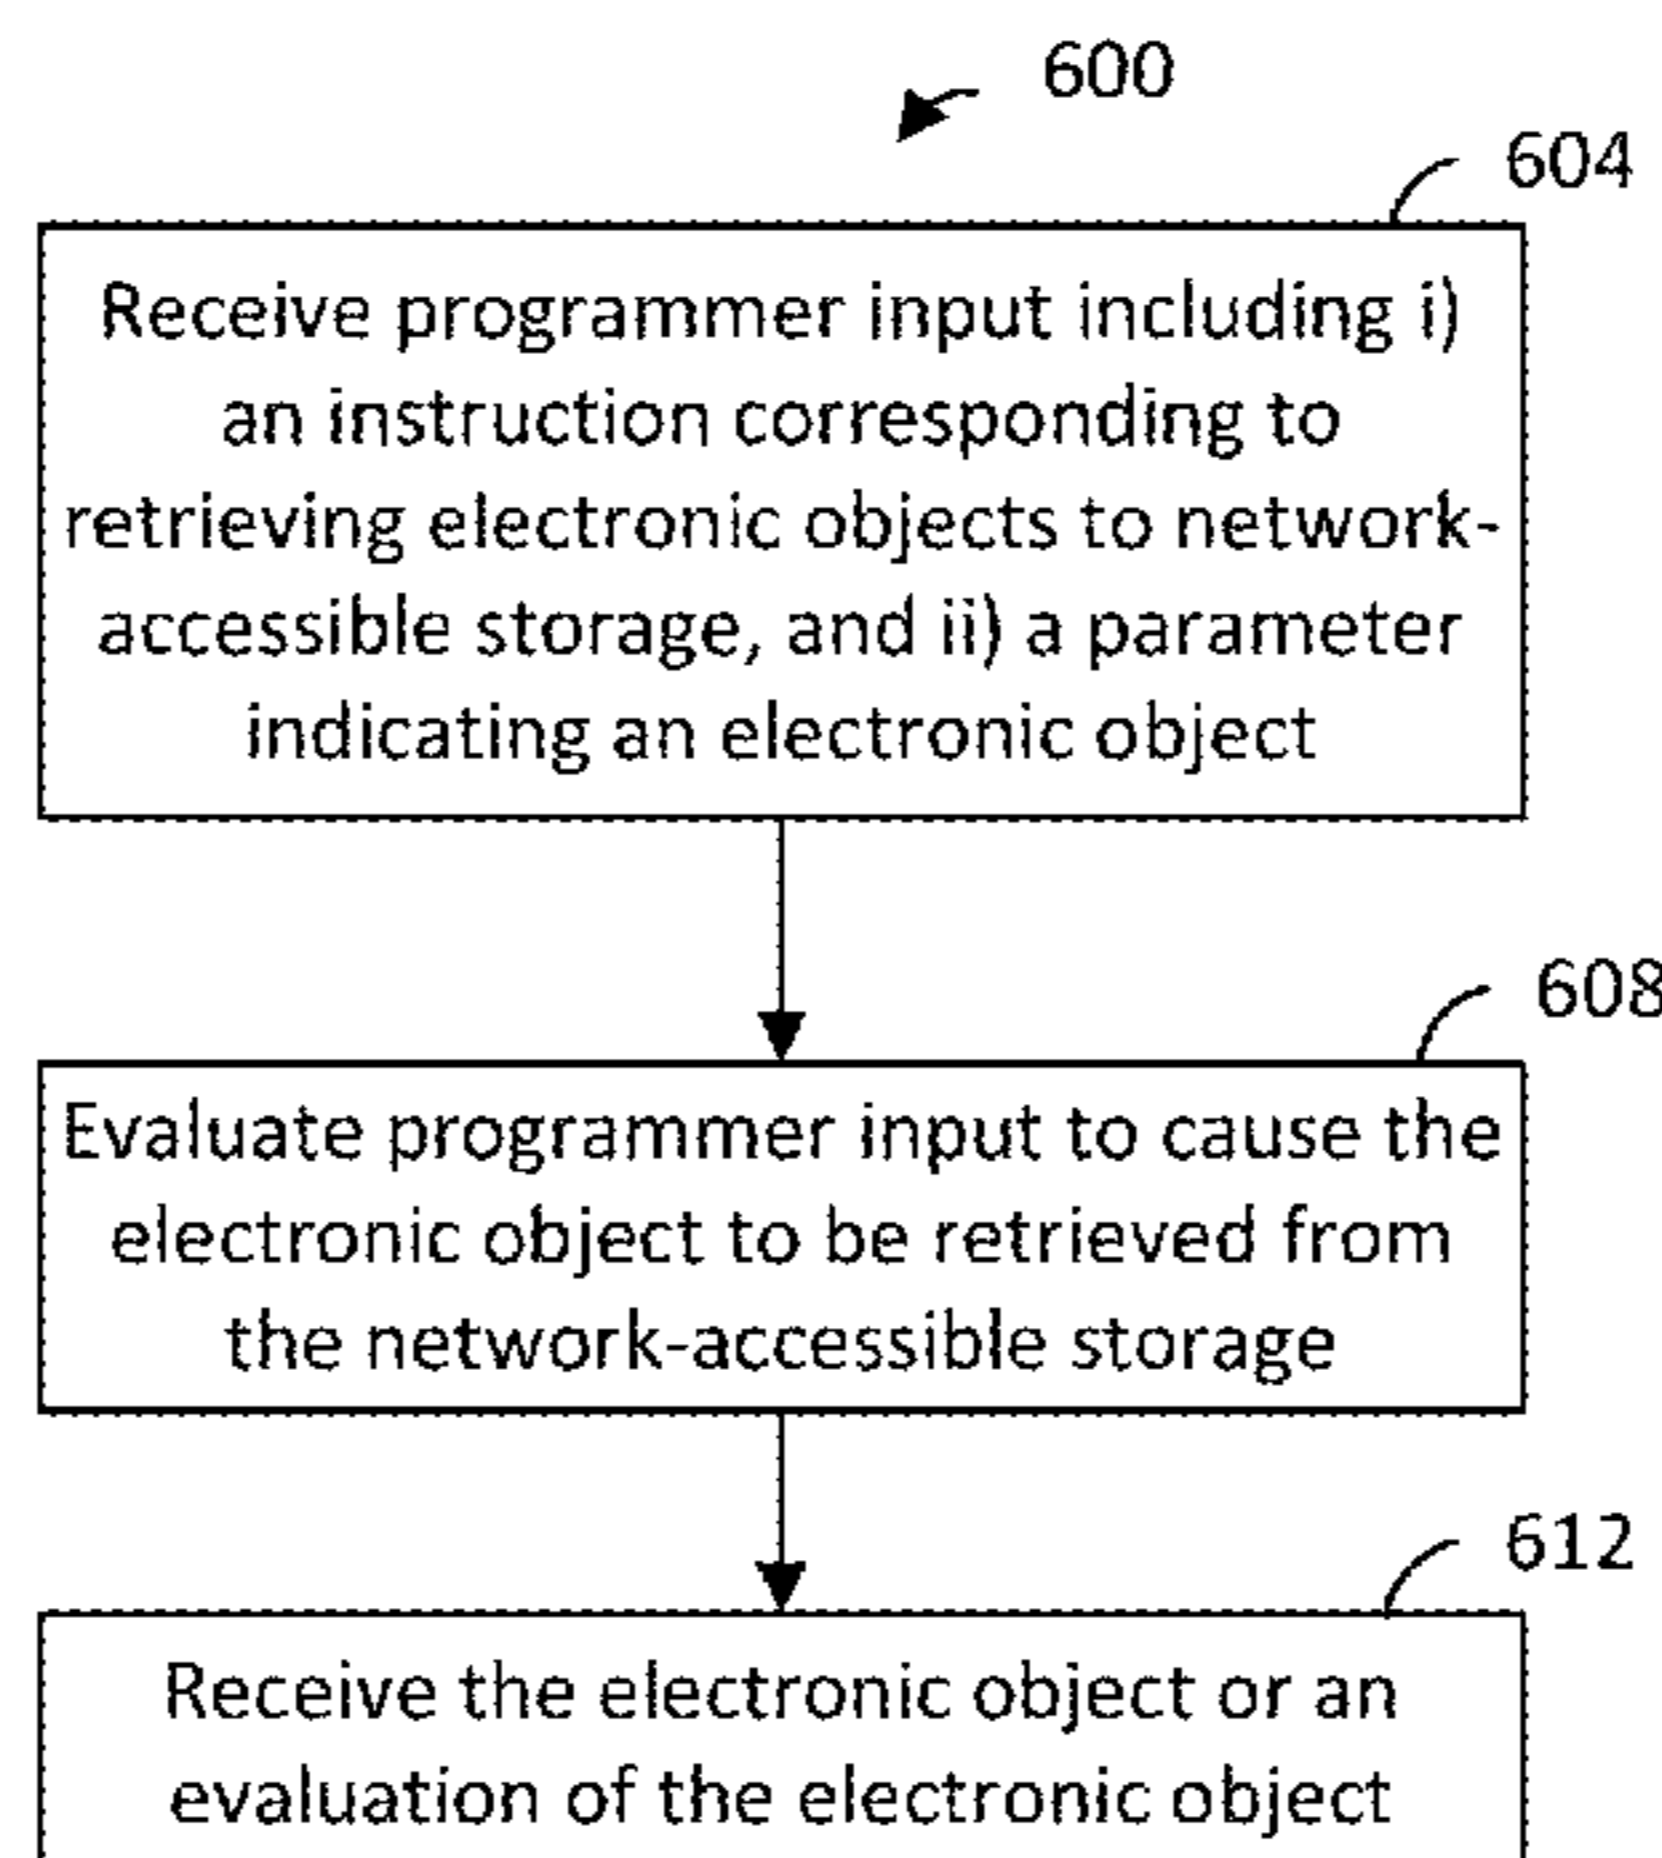 600
604
Receive programmer input including i)
an instruction corresponding to
retrieving electronic objects to network-
accessible storage, and ii) a parameter
indicating an electronic object
608
Evaluate programmer input to cause the
electronic object to be retrieved from
the network-accessible storage
612
Receive the electronic object or an
evaluation of the electronic object